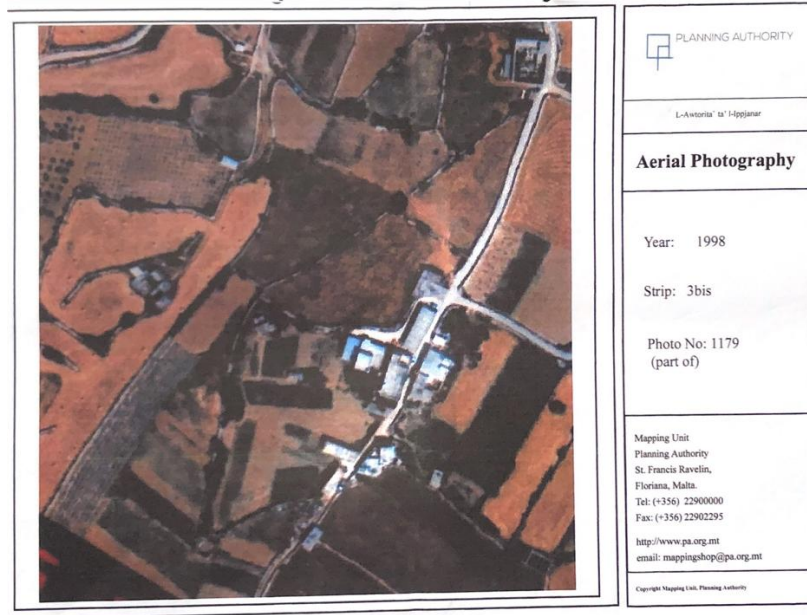 PLANNING AUTHORITY
L-Awtorita' ta' l-Ippjanar
Aerial Photography
Year: 1998
Strip: 3bis
Photo No: 1179
(part of)
Mapping Unit
Planning Authority
St. Francis Ravelin,
Floriana, Malta.
Tel: (+356) 22900000
Fax: (+356) 22902295
http://www.pa.org.mt
email: mappingshop@pa.org.mt
Copyright Mapping Unit, Planning Authority